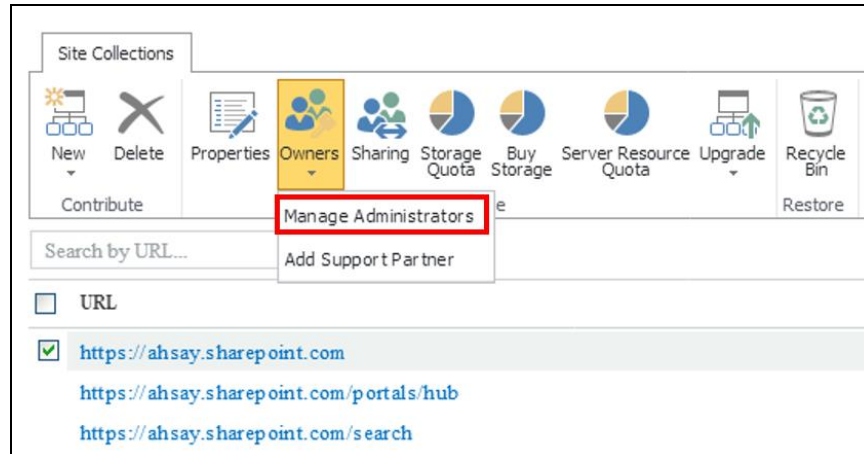 Site Collections
New Delete Properties Owners Sharing Storage Quota Buy Storage Server Resource Quota Upgrade Recycle Bin
Contribute e Restore
Manage Administrators
Search by URL...
Add Support Partner
URL
https://ahsay.sharepoint.com
https://ahsay.sharepoint.com/portals/hub
https://ahsay.sharepoint.com/search